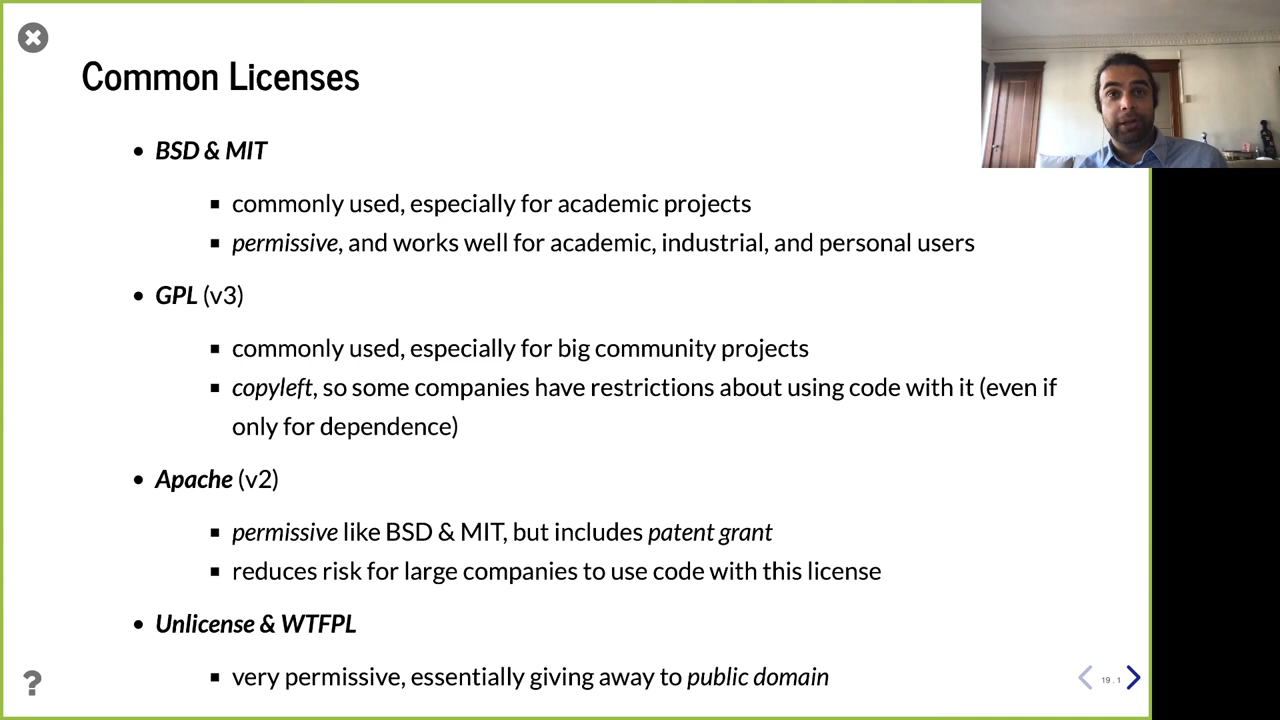 Common Licenses
• BSD & MIT
▪ commonly used, especially for academic projects
▪ permissive, and works well for academic, industrial, and personal users
• GPL (v3)
▪ commonly used, especially for big community projects
▪ copyleft, so some companies have restrictions about using code with it (even if
only for dependence)
• Apache (v2)
▪ permissive like BSD & MIT, but includes patent grant
▪ reduces risk for large companies to use code with this license
• Unlicense & WTFPL
▪ very permissive, essentially giving away to public domain
?
19 . 1